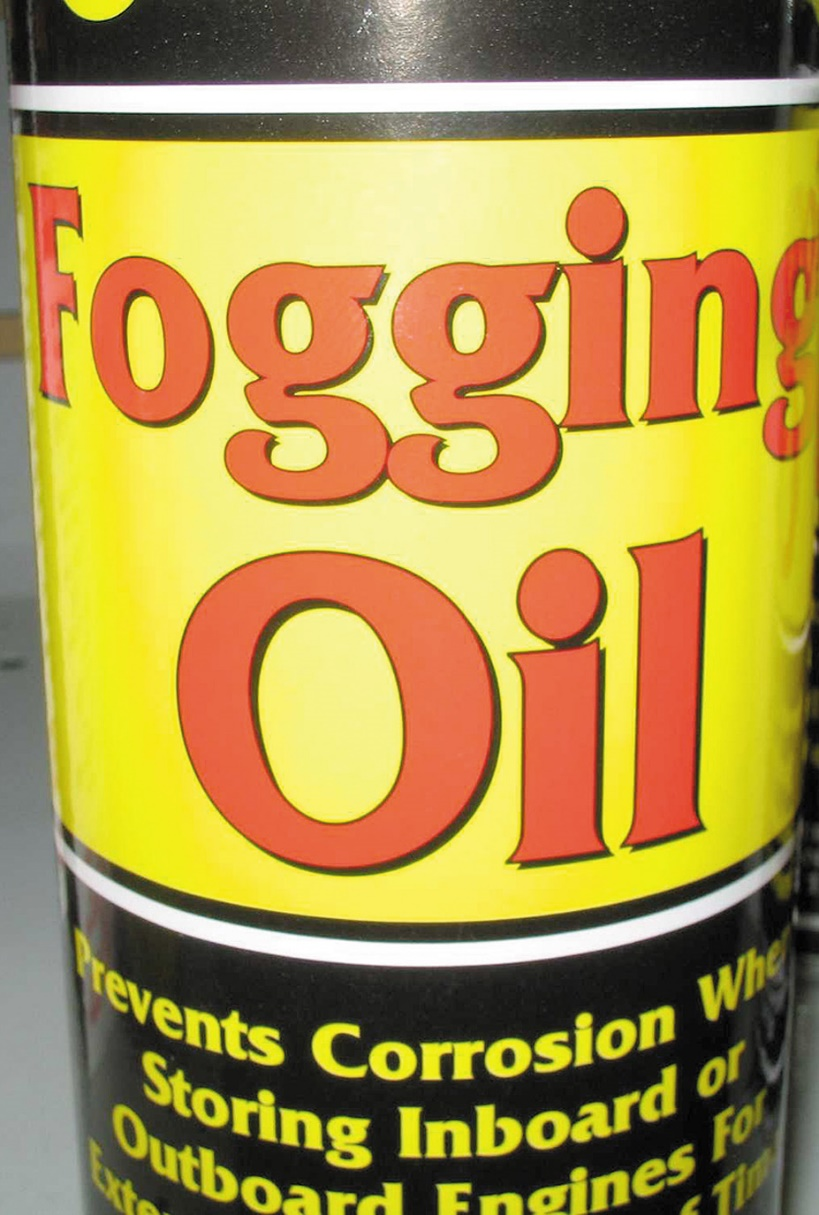 Fogging
Oil
Prevents Corrosion When
Storing Inboard or
Outboard Engines For